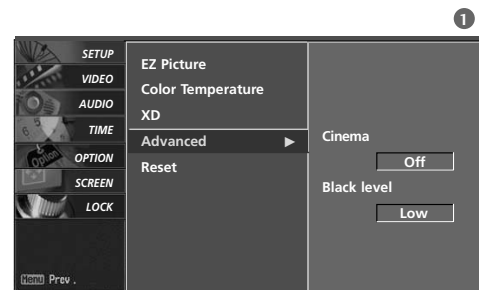 1
SETUP
VIDEO
AUDIO
TIME
OPTION
SCREEN
LOCK
Menu Prev.
EZ Picture
Color Temperature
XD
Advanced ▶
Reset
Cinema
Off
Black level
Low